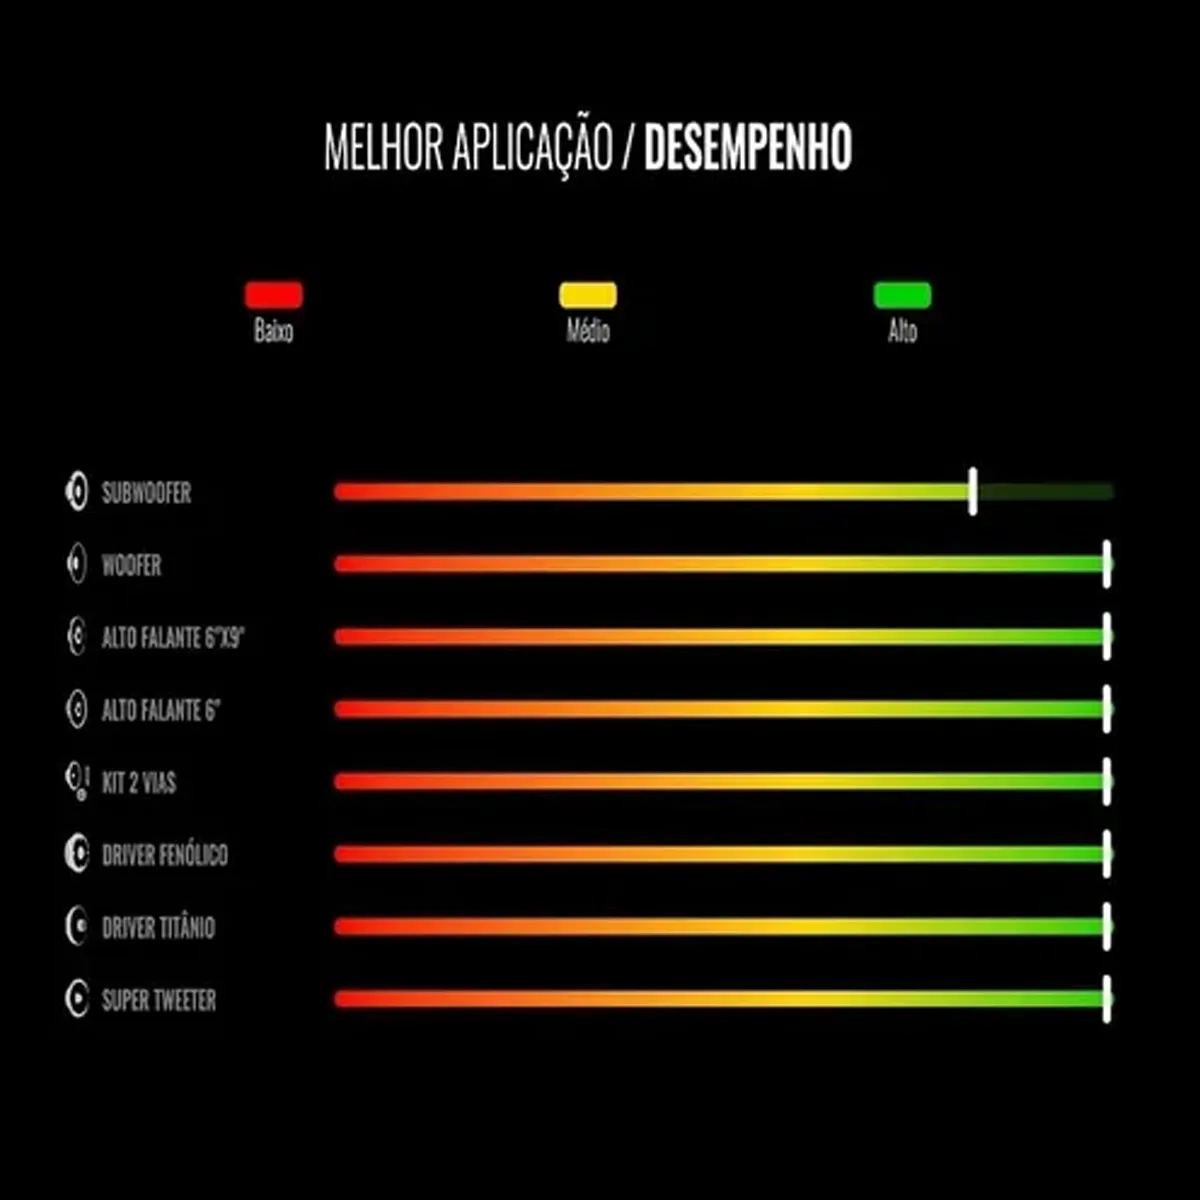 MELHOR APLICAÇÃO / DESEMPENHO
Baixo
Médio
Alto
SUBWOOFER
WOOFER
ALTO FALANTE 6"X9"
ALTO FALANTE 6"
KIT 2 VIAS
DRIVER FENÓLICO
DRIVER TITÂNIO
SUPER TWEETER